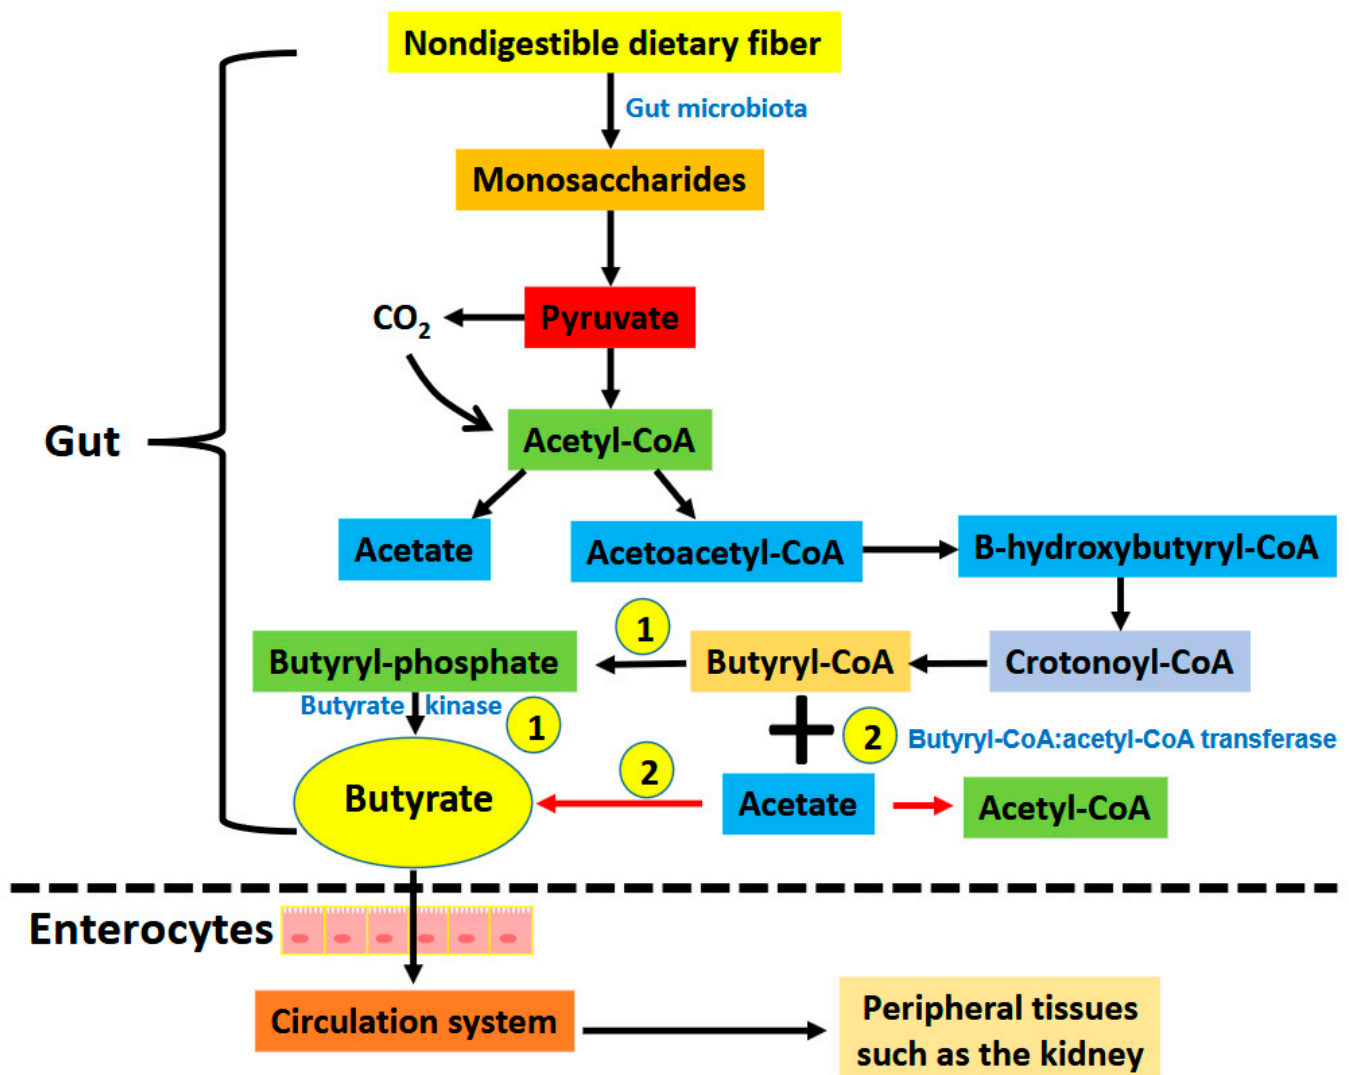 Nondigestible dietary fiber
Gut microbiota
Monosaccharides
CO₂
Pyruvate
Gut
Acetyl-CoA
Acetate
Acetoacetyl-CoA
B-hydroxybutyryl-CoA
1
Butyryl-phosphate
Butyryl-CoA
Crotonoyl-CoA
Butyrate kinase
1
2
Butyryl-CoA:acetyl-CoA transferase
2
Butyrate
Acetate
Acetyl-CoA
Enterocytes
Circulation system
Peripheral tissues
such as the kidney